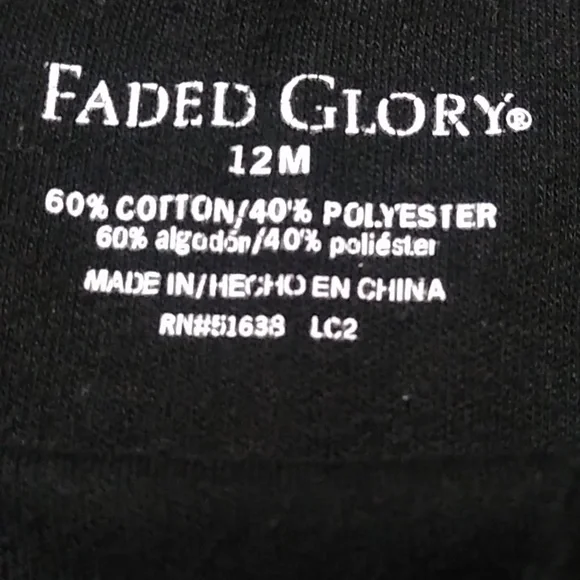 FADED GLORY®
12M
60% COTTON/40% POLYESTER
60% algodón/40% poliéster
MADE IN/HECHO EN CHINA
RN#51638 LC2